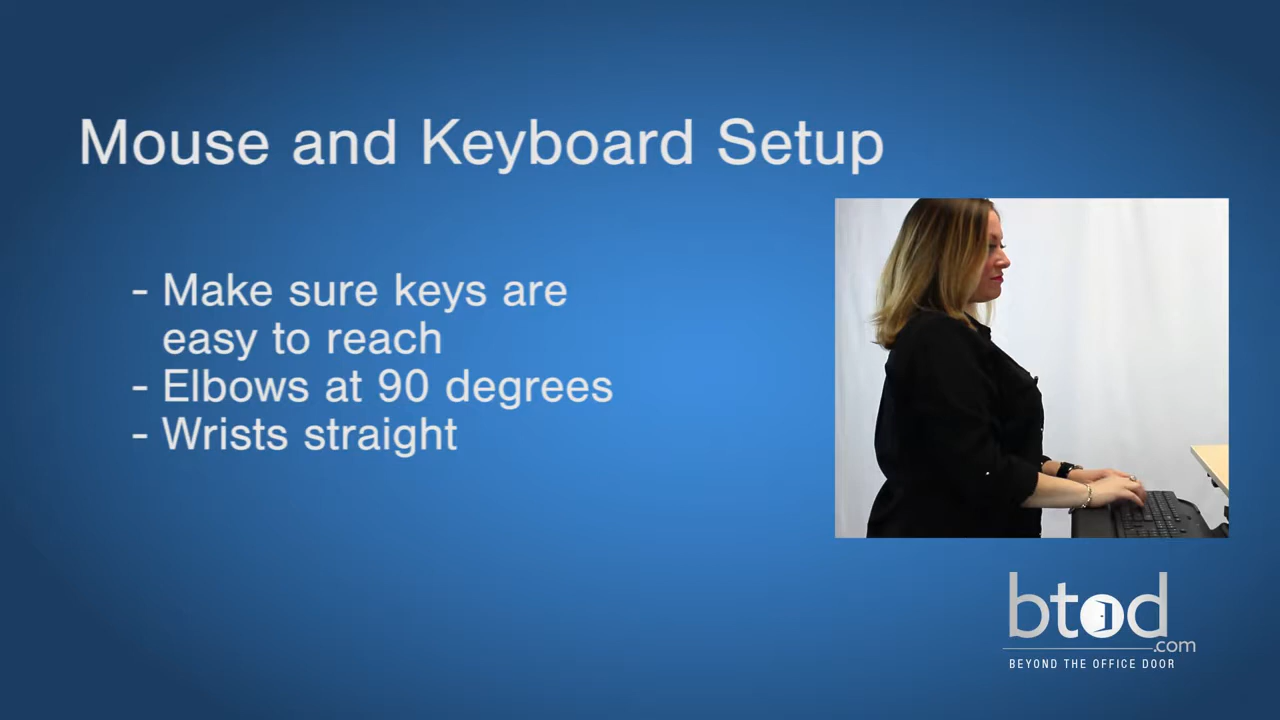 Mouse and Keyboard Setup
- Make sure keys are
easy to reach
- Elbows at 90 degrees
- Wrists straight
btod
.com
BEYOND THE OFFICE DOOR